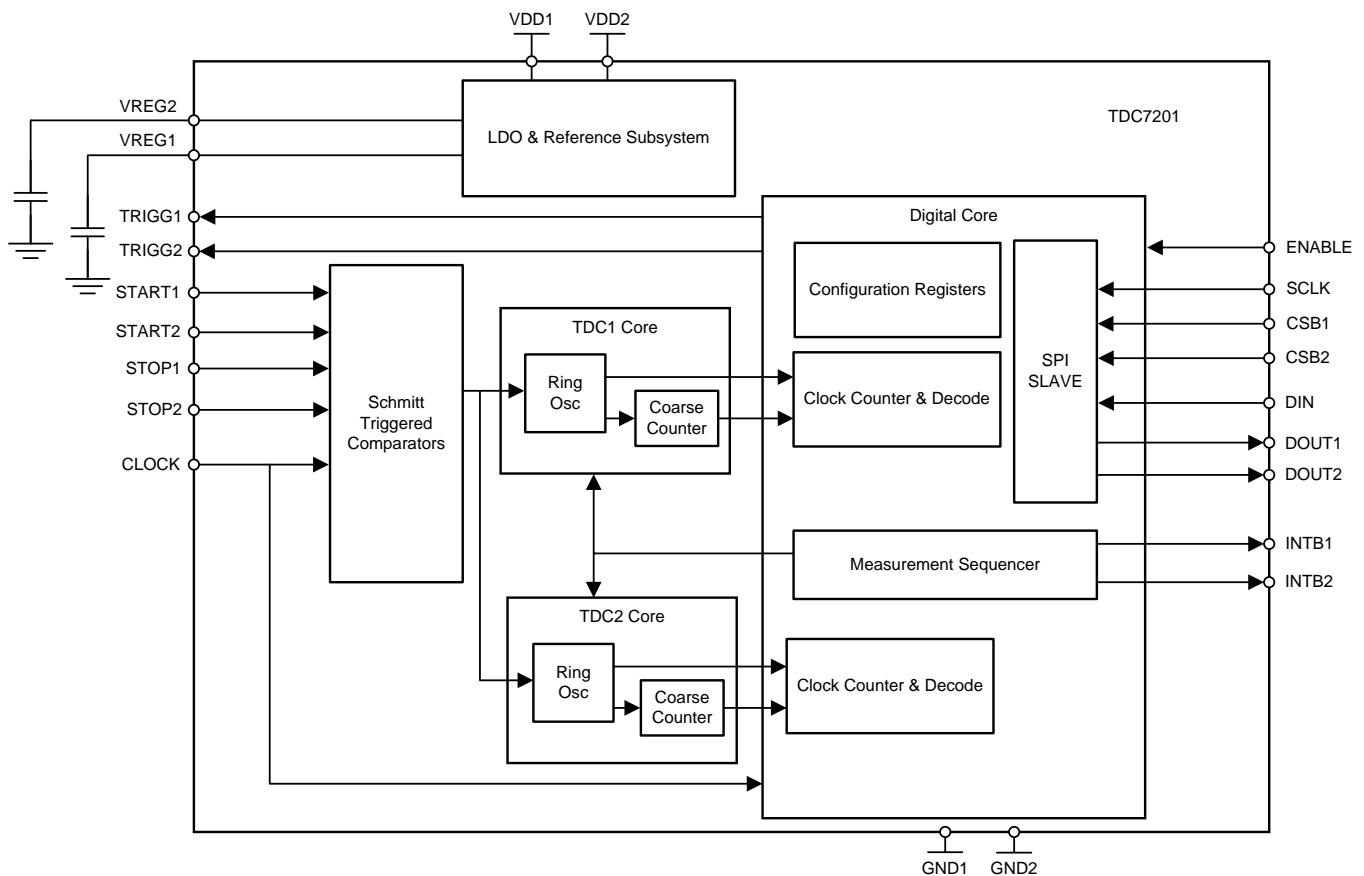 VDD1
VDD2
VREG2
VREG1
LDO & Reference Subsystem
TDC7201
TRIGG1
TRIGG2
START1
START2
STOP1
STOP2
CLOCK
Schmitt
Triggered
Comparators
TDC1 Core
Ring
Osc
Coarse
Counter
TDC2 Core
Ring
Osc
Coarse
Counter
Digital Core
Configuration Registers
Clock Counter & Decode
SPI
SLAVE
Measurement Sequencer
Clock Counter & Decode
ENABLE
SCLK
CSB1
CSB2
DIN
DOUT1
DOUT2
INTB1
INTB2
GND1
GND2